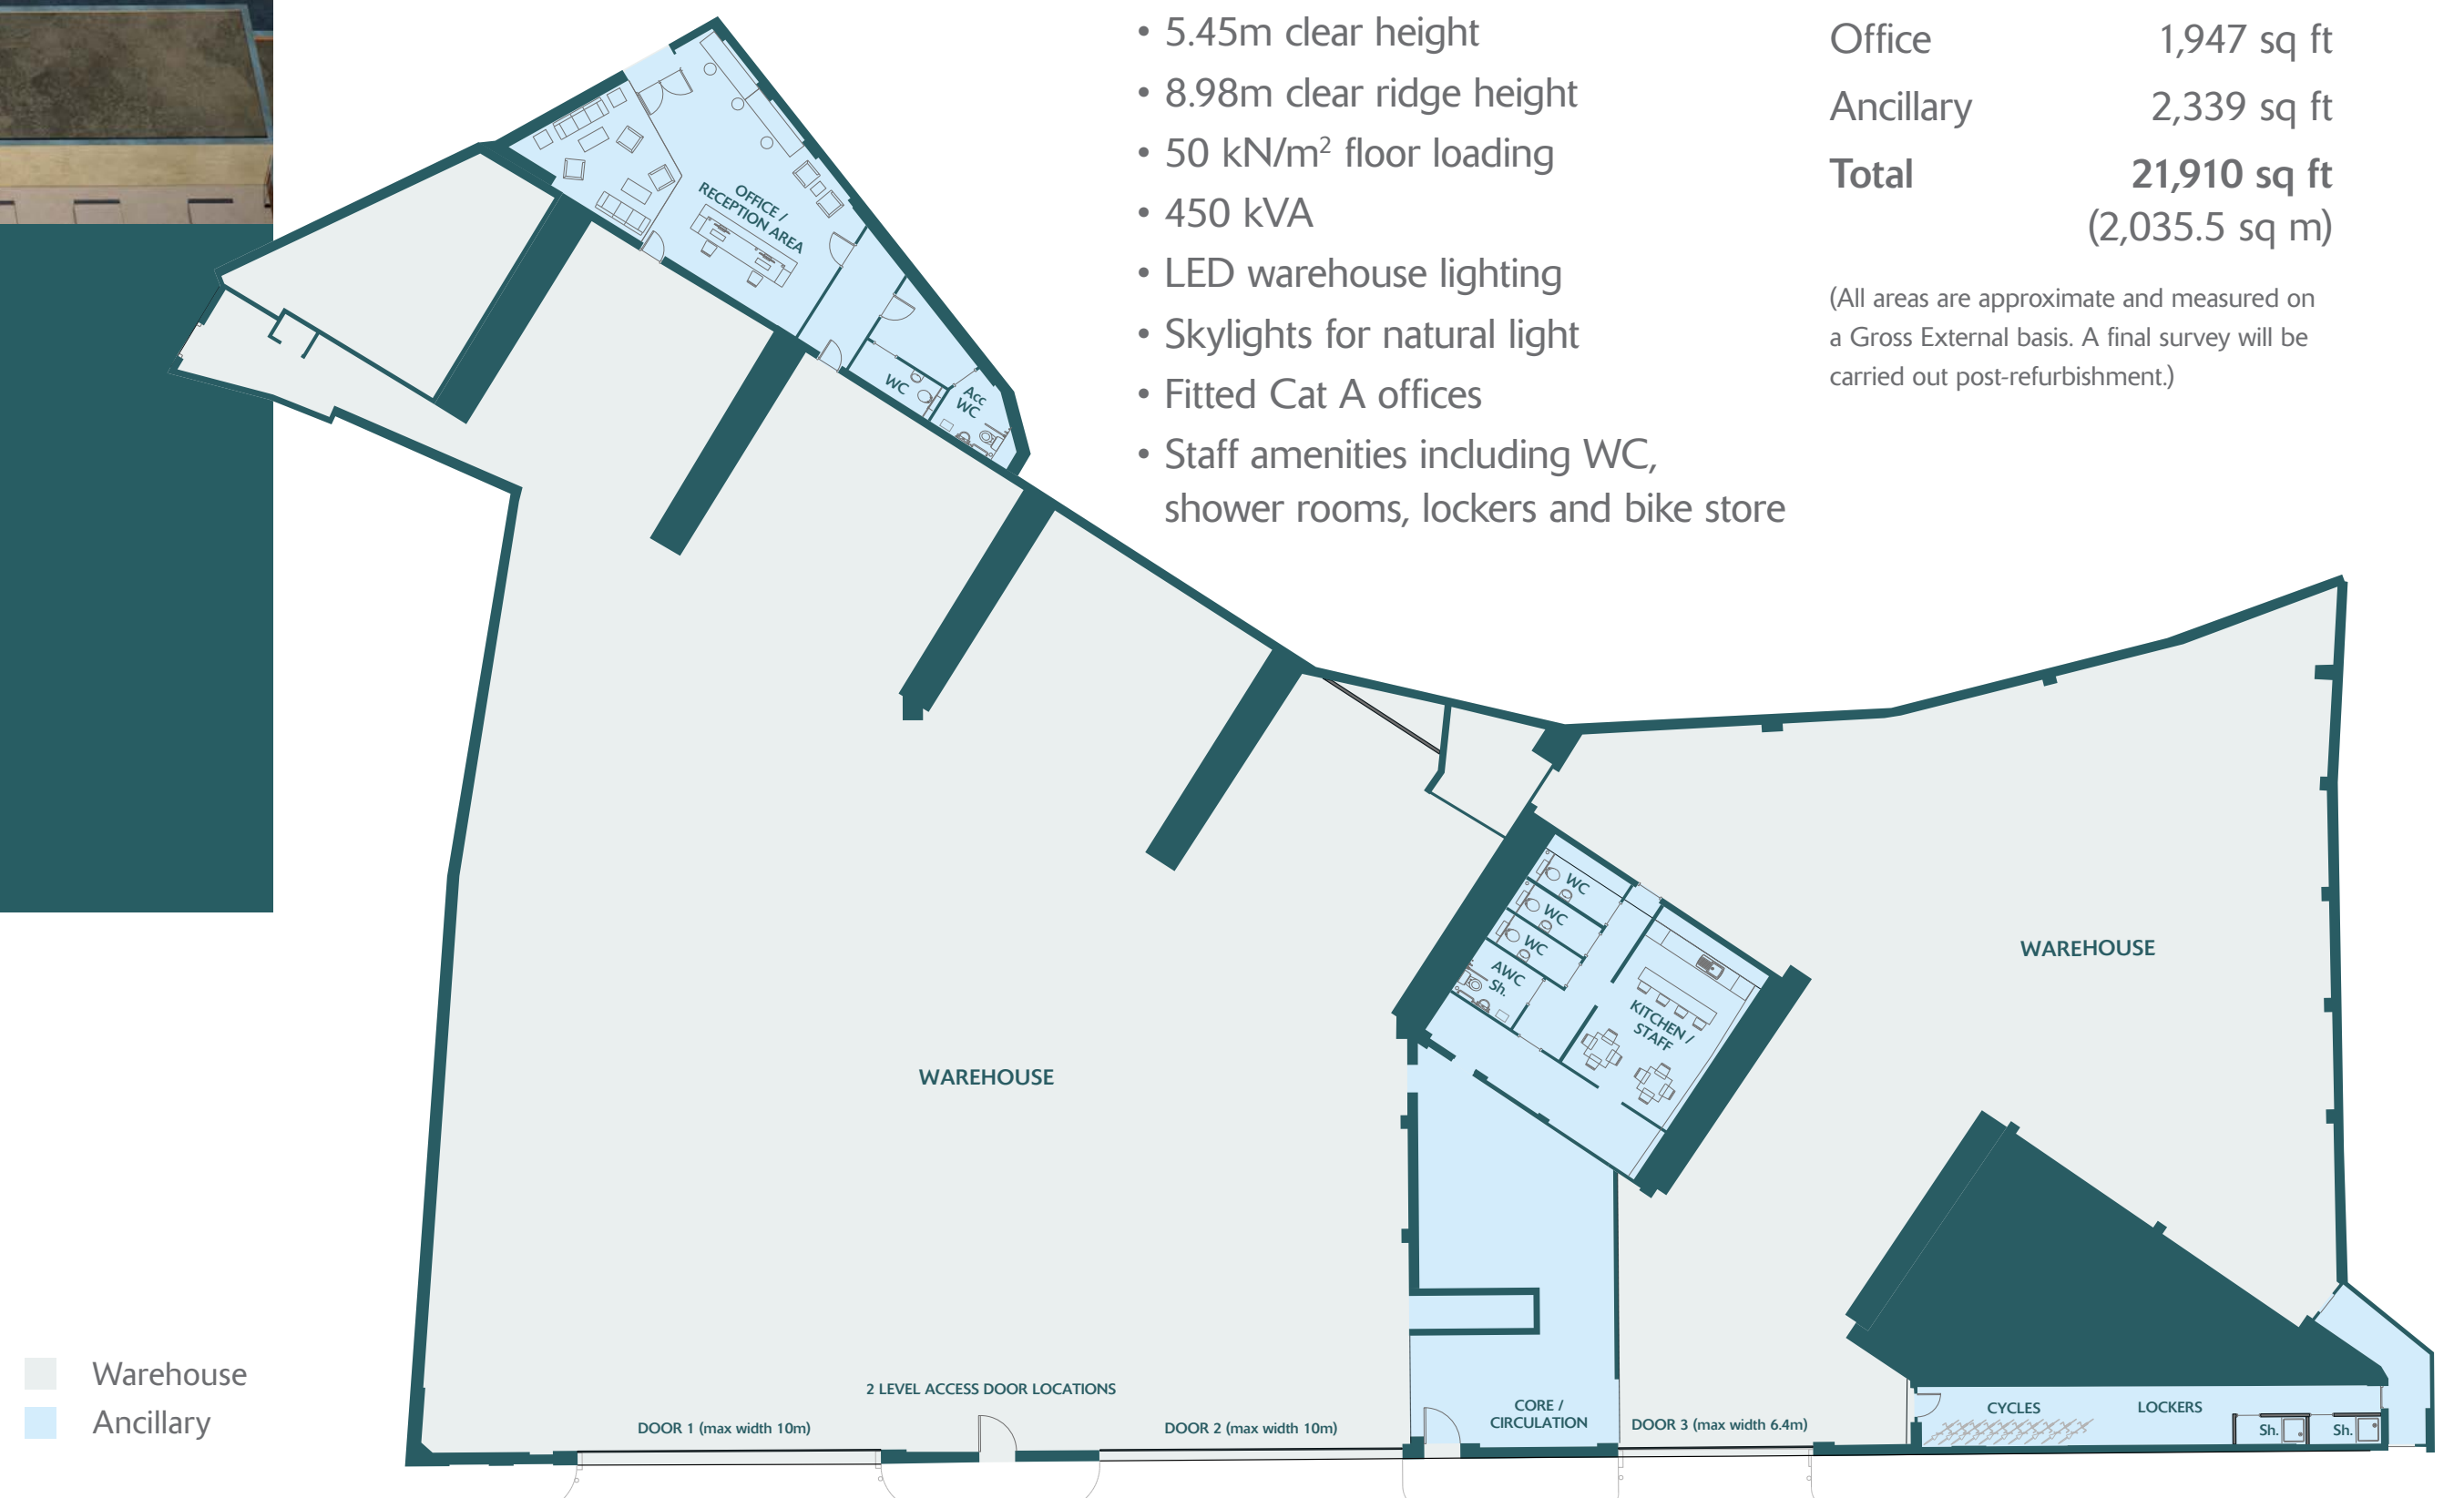 • 5.45m clear height
• 8.98m clear ridge height
• 50 kN/m² floor loading
• 450 kVA
• LED warehouse lighting
• Skylights for natural light
• Fitted Cat A offices
• Staff amenities including WC,
shower rooms, lockers and bike store
Office 1,947 sq ft
Ancillary 2,339 sq ft
Total 21,910 sq ft
(2,035.5 sq m)
(All areas are approximate and measured on
a Gross External basis. A final survey will be
carried out post-refurbishment.)
OFFICE /
RECEPTION AREA
WC
Acc
WC
WC
WC
WC
AWC
Sh.
KITCHEN /
STAFF
WAREHOUSE
WAREHOUSE
2 LEVEL ACCESS DOOR LOCATIONS
DOOR 1 (max width 10m)
DOOR 2 (max width 10m)
CORE /
CIRCULATION
DOOR 3 (max width 6.4m)
CYCLES
LOCKERS
Sh.
Sh.
Warehouse
Ancillary